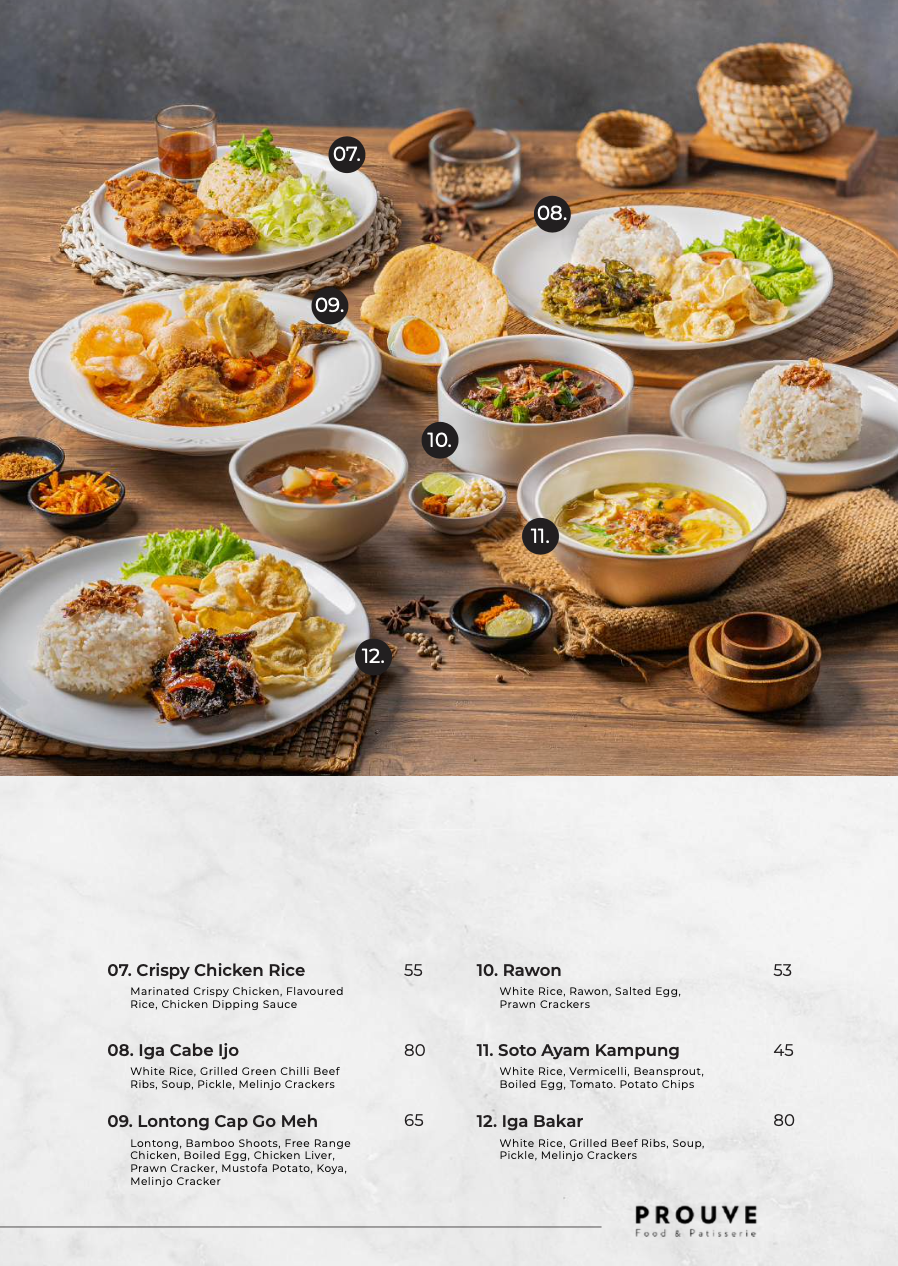 07.
08.
09.
10.
11.
12.
07. Crispy Chicken Rice 55
Marinated Crispy Chicken, Flavoured
Rice, Chicken Dipping Sauce
08. Iga Cabe Ijo 80
White Rice, Grilled Green Chilli Beef
Ribs, Soup, Pickle, Melinjo Crackers
09. Lontong Cap Go Meh 65
Lontong, Bamboo Shoots, Free Range
Chicken, Boiled Egg, Chicken Liver,
Prawn Cracker, Mustofa Potato, Koya,
Melinjo Cracker
10. Rawon 53
White Rice, Rawon, Salted Egg,
Prawn Crackers
11. Soto Ayam Kampung 45
White Rice, Vermicelli, Beansprout,
Boiled Egg, Tomato. Potato Chips
12. Iga Bakar 80
White Rice, Grilled Beef Ribs, Soup,
Pickle, Melinjo Crackers
PROUVE
Food & Patisserie